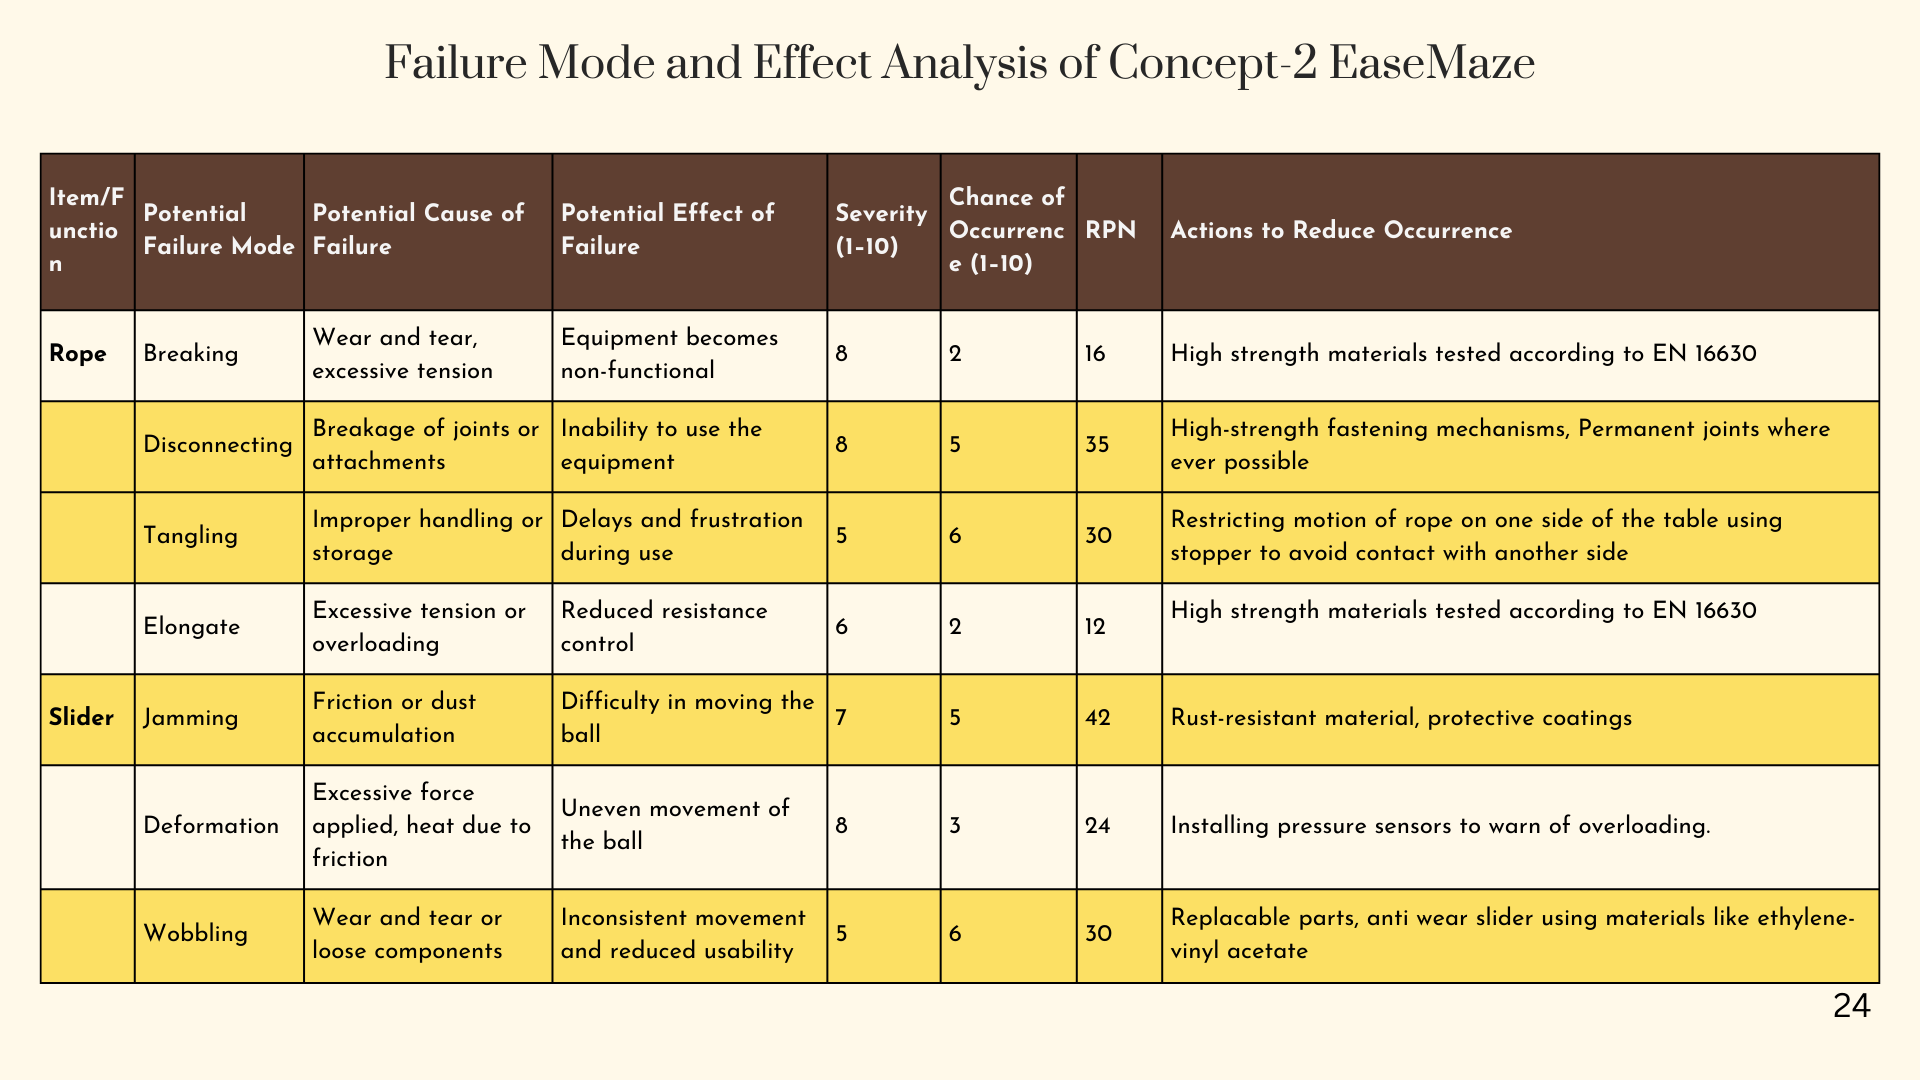 Failure Mode and Effect Analysis of Concept-2 EaseMaze
Item/F
unctio
n
Potential
Failure Mode
Potential Cause of
Failure
Potential Effect of
Failure
Severity
(1-10)
Chance of
Occurrenc
e (1-10)
RPN
Actions to Reduce Occurrence
Rope
Breaking
Wear and tear,
excessive tension
Equipment becomes
non-functional
8
2
16
High strength materials tested according to EN 16630
Disconnecting
Breakage of joints or
attachments
Inability to use the
equipment
8
5
35
High-strength fastening mechanisms, Permanent joints where
ever possible
Tangling
Improper handling or
storage
Delays and frustration
during use
5
6
30
Restricting motion of rope on one side of the table using
stopper to avoid contact with another side
Elongate
Excessive tension or
overloading
Reduced resistance
control
6
2
12
High strength materials tested according to EN 16630
Slider
Jamming
Friction or dust
accumulation
Difficulty in moving the
ball
7
5
42
Rust-resistant material, protective coatings
Deformation
Excessive force
applied, heat due to
friction
Uneven movement of
the ball
8
3
24
Installing pressure sensors to warn of overloading.
Wobbling
Wear and tear or
loose components
Inconsistent movement
and reduced usability
5
6
30
Replacable parts, anti wear slider using materials like ethylene-
vinyl acetate
24